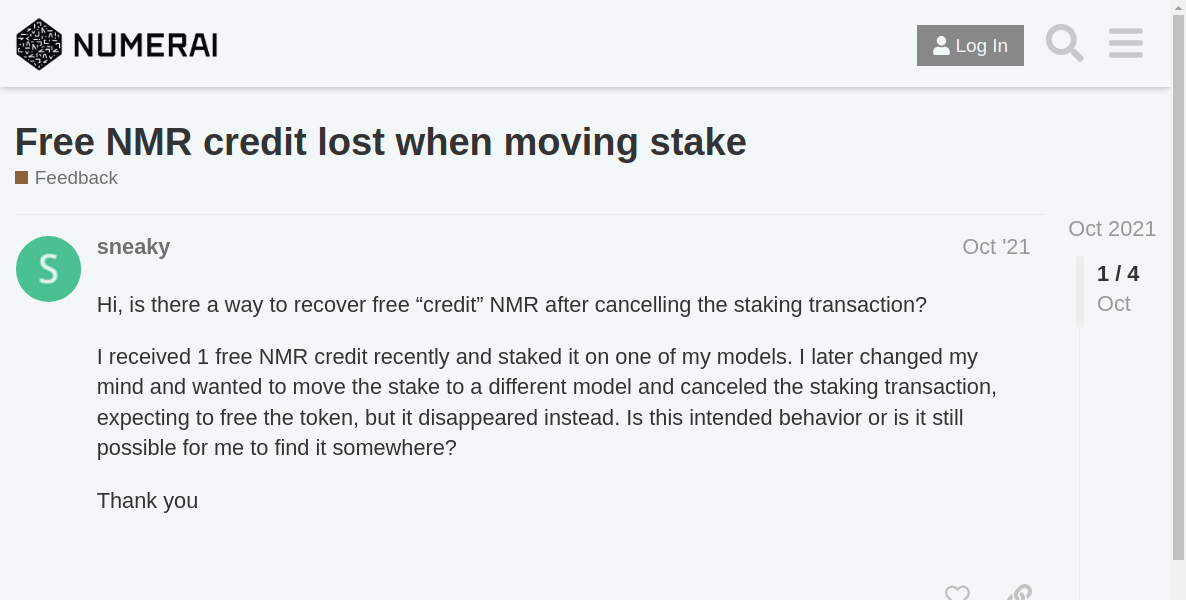 NUMERAI
Log In
Free NMR credit lost when moving stake
Feedback
Oct 2021
1 / 4
Oct
S
sneaky
Oct '21
Hi, is there a way to recover free “credit” NMR after cancelling the staking transaction?
I received 1 free NMR credit recently and staked it on one of my models. I later changed my
mind and wanted to move the stake to a different model and canceled the staking transaction,
expecting to free the token, but it disappeared instead. Is this intended behavior or is it still
possible for me to find it somewhere?
Thank you